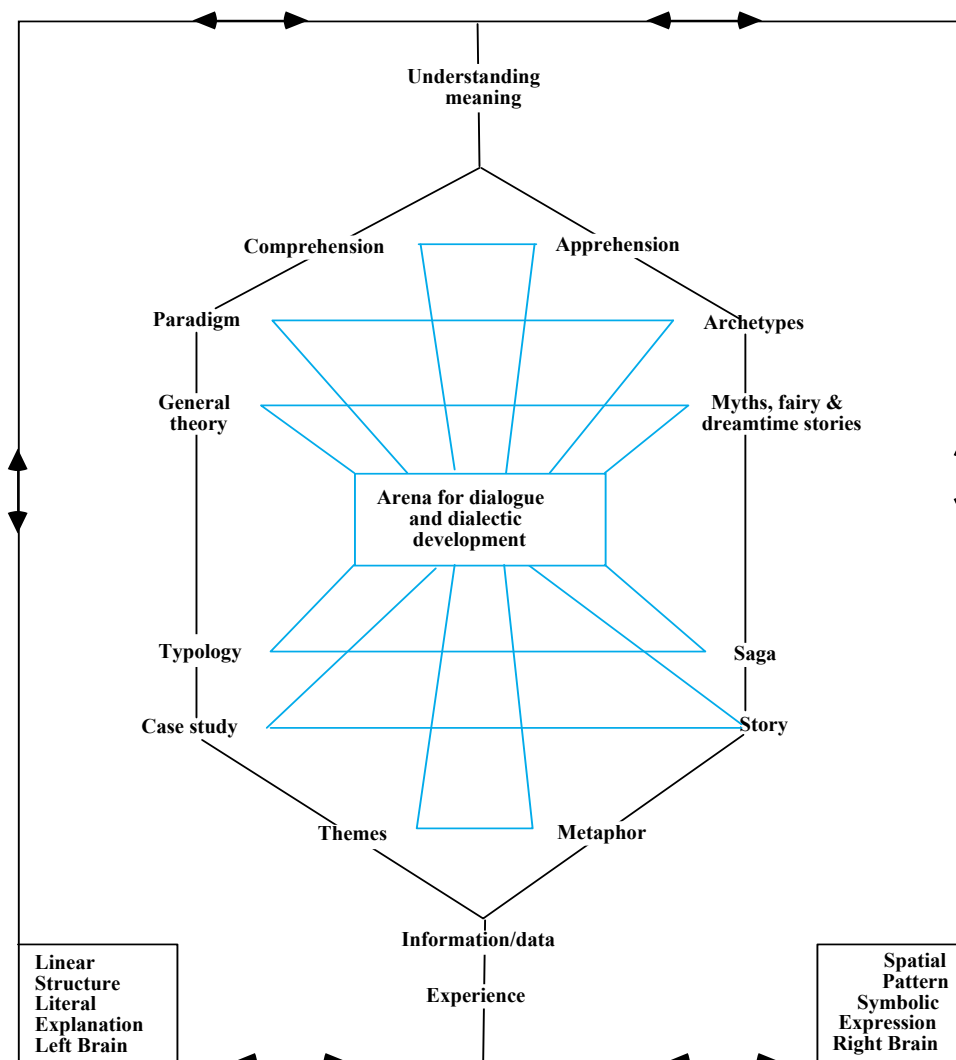 Understanding
meaning
Comprehension
Apprehension
Paradigm
Archetypes
General
theory
Myths, fairy &
dreamtime stories
Arena for dialogue
and dialectic
development
Typology
Saga
Case study
Story
Themes
Metaphor
Information/data
Experience
Linear
Structure
Literal
Explanation
Left Brain
Spatial
Pattern
Symbolic
Expression
Right Brain